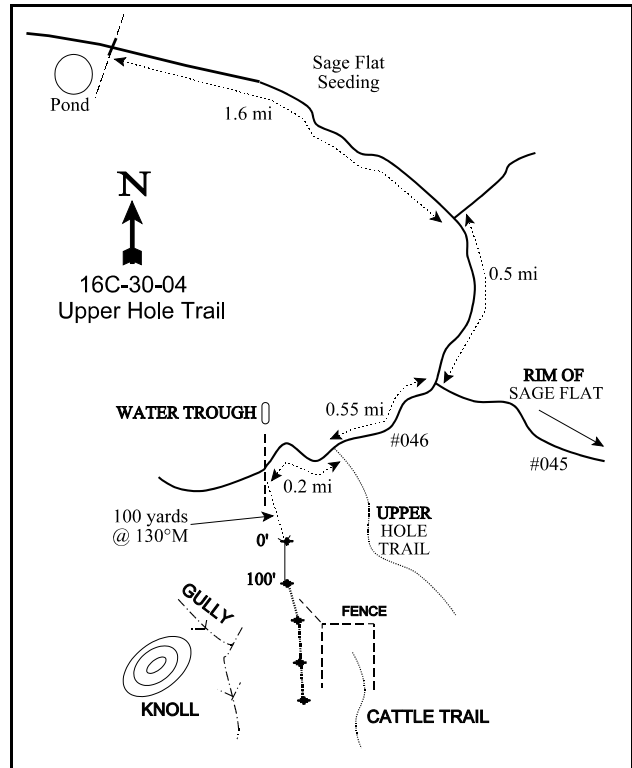 Sage Flat
Seeding
Pond
1.6 mi
N
16C-30-04
Upper Hole Trail
0.5 mi
RIM OF
SAGE FLAT
0.55 mi
WATER TROUGH
#046
#045
0.2 mi
100 yards
@ 130°M
UPPER
HOLE
TRAIL
0'
100'
GULLY
FENCE
KNOLL
CATTLE TRAIL